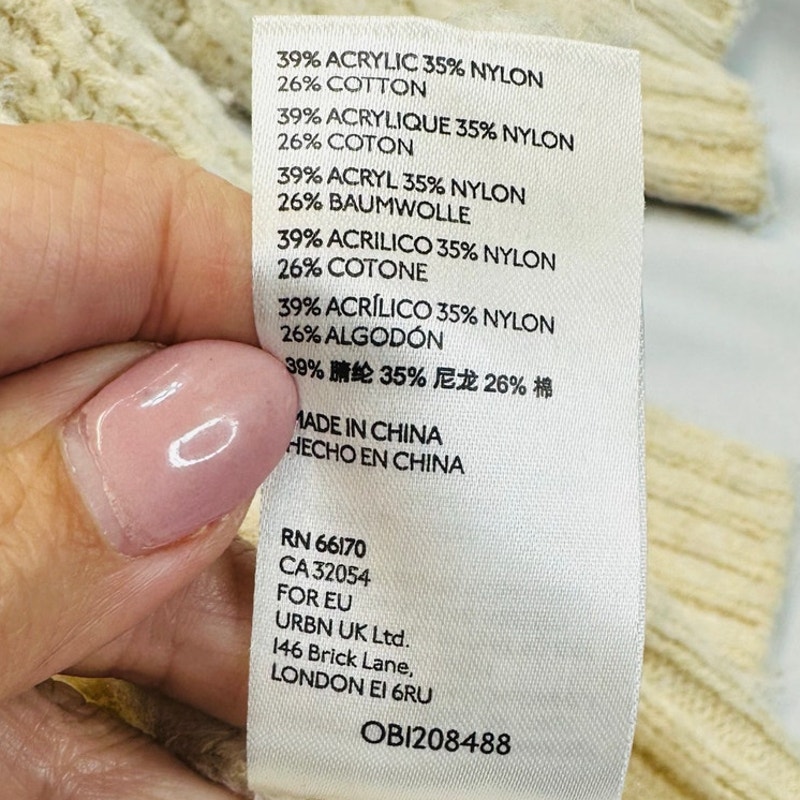 39% ACRYLIC 35% NYLON
26% COTTON
39% ACRYLIQUE 35% NYLON
26% COTON
39% ACRYL 35% NYLON
26% BAUMWOLLE
39% ACRILICO 35% NYLON
26% COTONE
39% ACRÍLICO 35% NYLON
26% ALGODÓN
39% 腈纶 35% 尼龙 26% 棉
MADE IN CHINA
HECHO EN CHINA
RN 66170
CA 32054
FOR EU
URBN UK Ltd.
146 Brick Lane,
LONDON E1 6RU
OB1208488